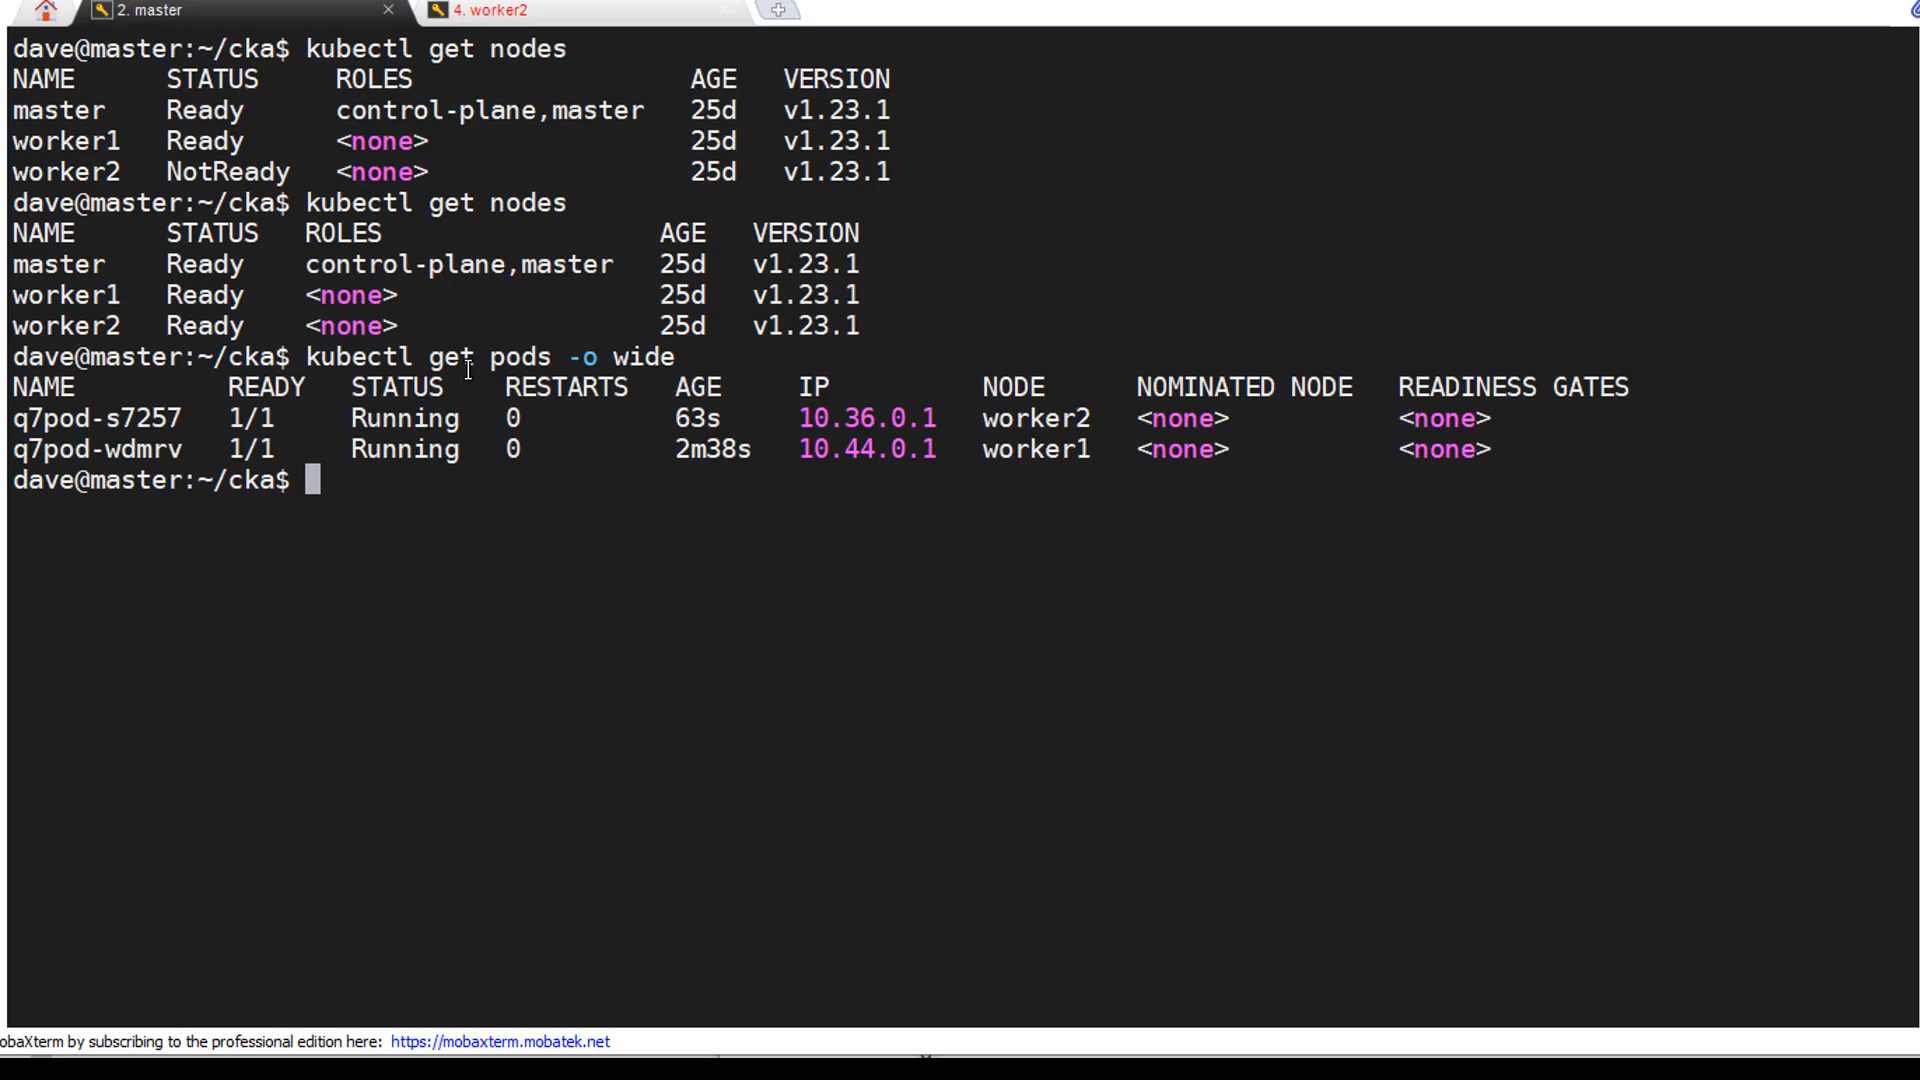 2. master
4. worker2
dave@master:~/cka$ kubectl get nodes
NAME STATUS ROLES AGE VERSION
master Ready control-plane,master 25d v1.23.1
worker1 Ready <none> 25d v1.23.1
worker2 NotReady <none> 25d v1.23.1
dave@master:~/cka$ kubectl get nodes
NAME STATUS ROLES AGE VERSION
master Ready control-plane,master 25d v1.23.1
worker1 Ready <none> 25d v1.23.1
worker2 Ready <none> 25d v1.23.1
dave@master:~/cka$ kubectl get pods -o wide
NAME READY STATUS RESTARTS AGE IP NODE NOMINATED NODE READINESS GATES
q7pod-s7257 1/1 Running 0 63s 10.36.0.1 worker2 <none> <none>
q7pod-wdmrv 1/1 Running 0 2m38s 10.44.0.1 worker1 <none> <none>
dave@master:~/cka$
obaXterm by subscribing to the professional edition here: https://mobaxterm.mobatek.net